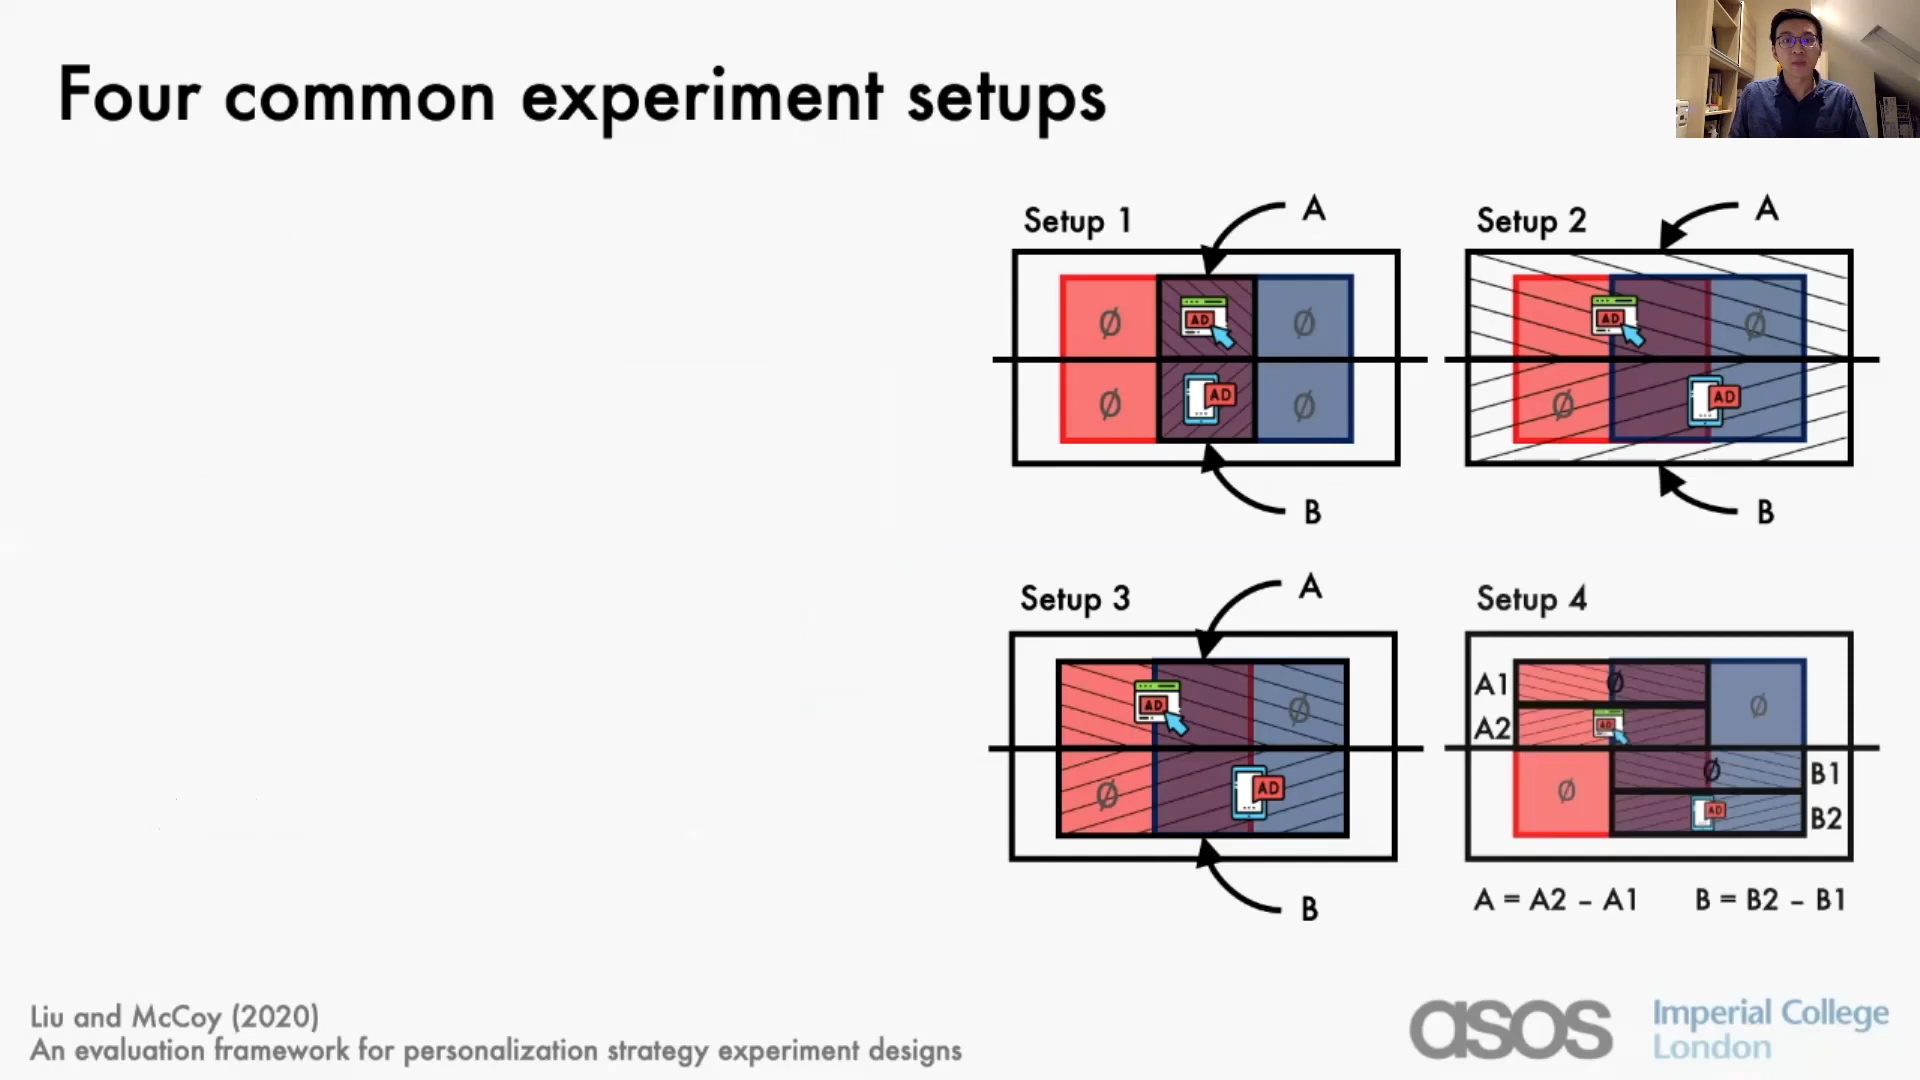 Four common experiment setups
Setup 1
A
Ø
AD
Ø
Ø
AD
Ø
B
Setup 2
A
AD
Ø
Ø
AD
B
Setup 3
A
AD
Ø
Ø
AD
B
Setup 4
A1
Ø
Ø
A2
AD
Ø
Ø
B1
AD
B2
A = A2 – A1
B = B2 – B1
Liu and McCoy (2020)
An evaluation framework for personalization strategy experiment designs
asos
Imperial College
London